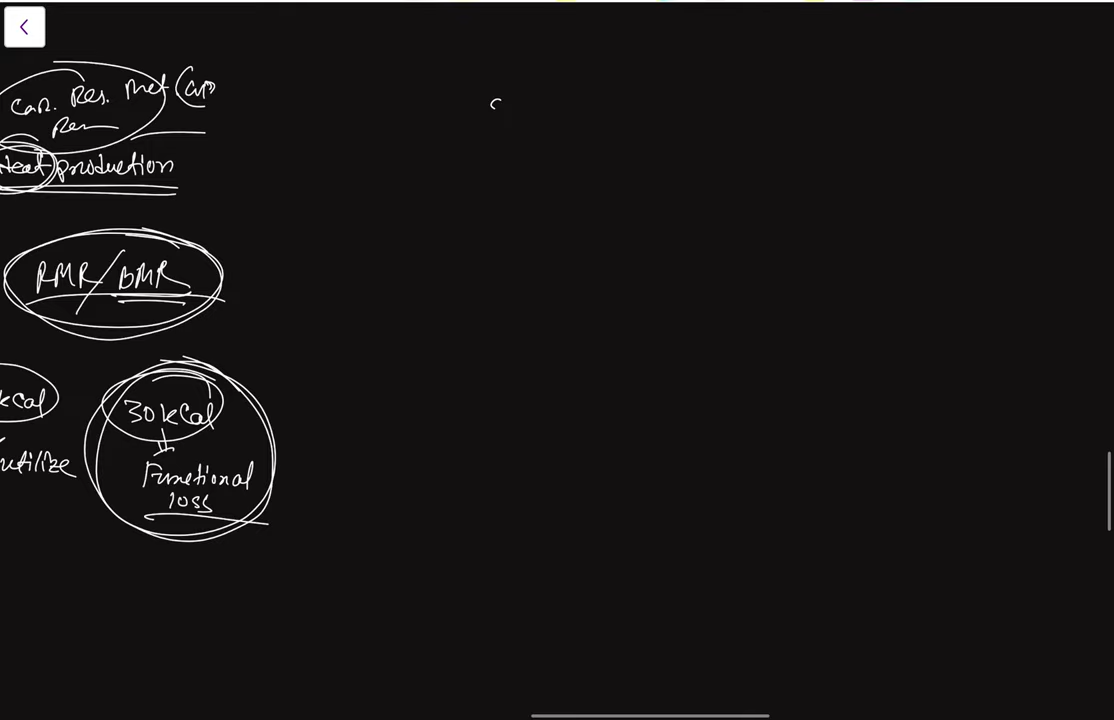 Car. Res. Met (cap
Ren
Heat production
RMR/BMR
kcal
30 kcal
utilize
Functional
loss